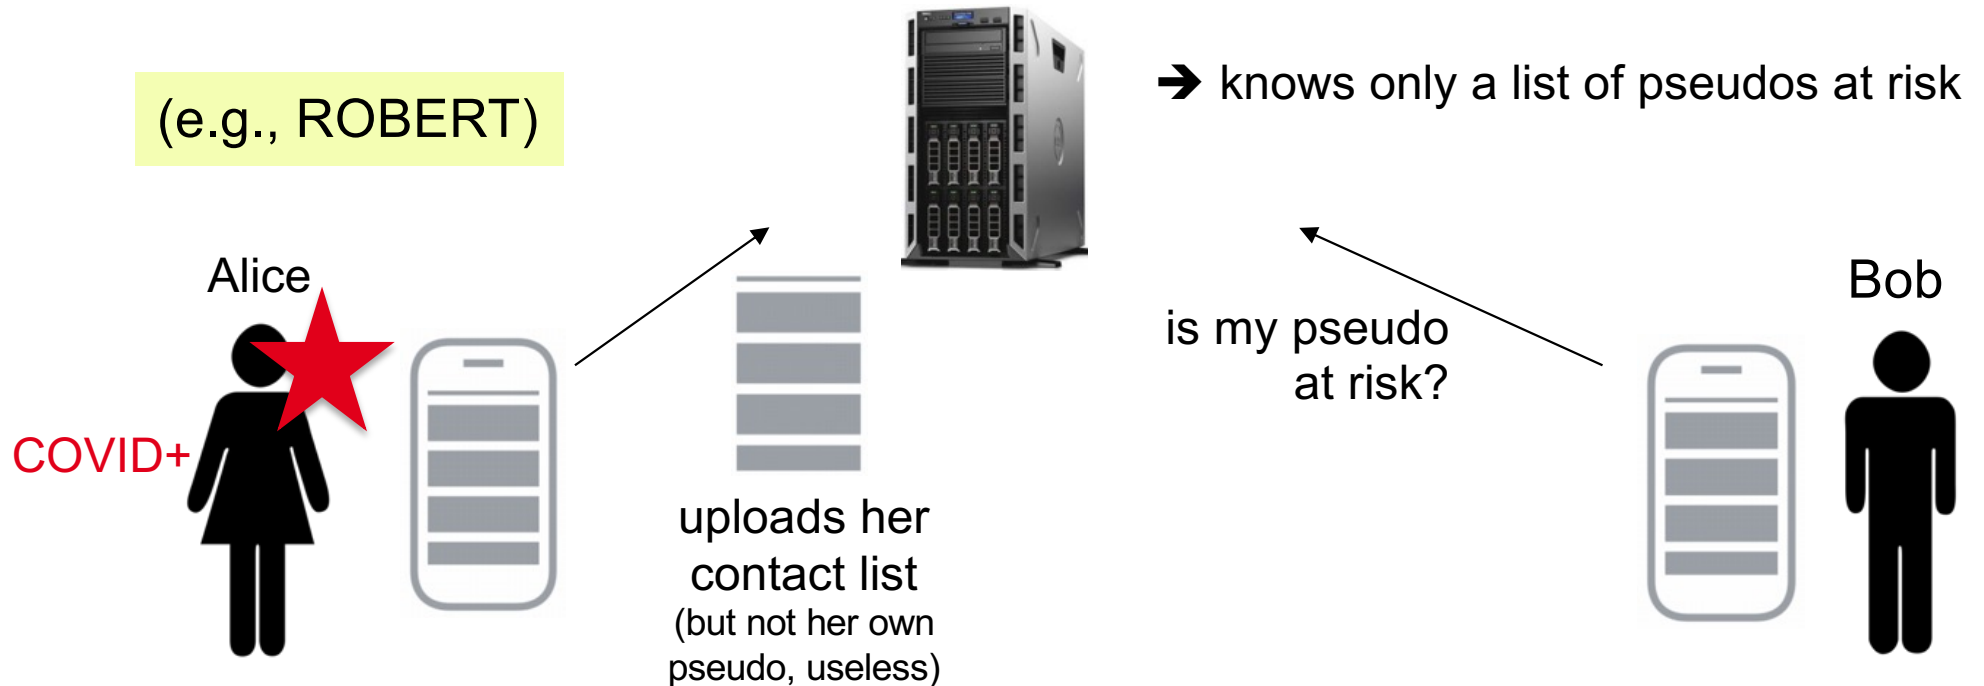 (e.g., ROBERT)
➔ knows only a list of pseudos at risk
Alice
Bob
is my pseudo
at risk?
COVID+
uploads her
contact list
(but not her own
pseudo, useless)